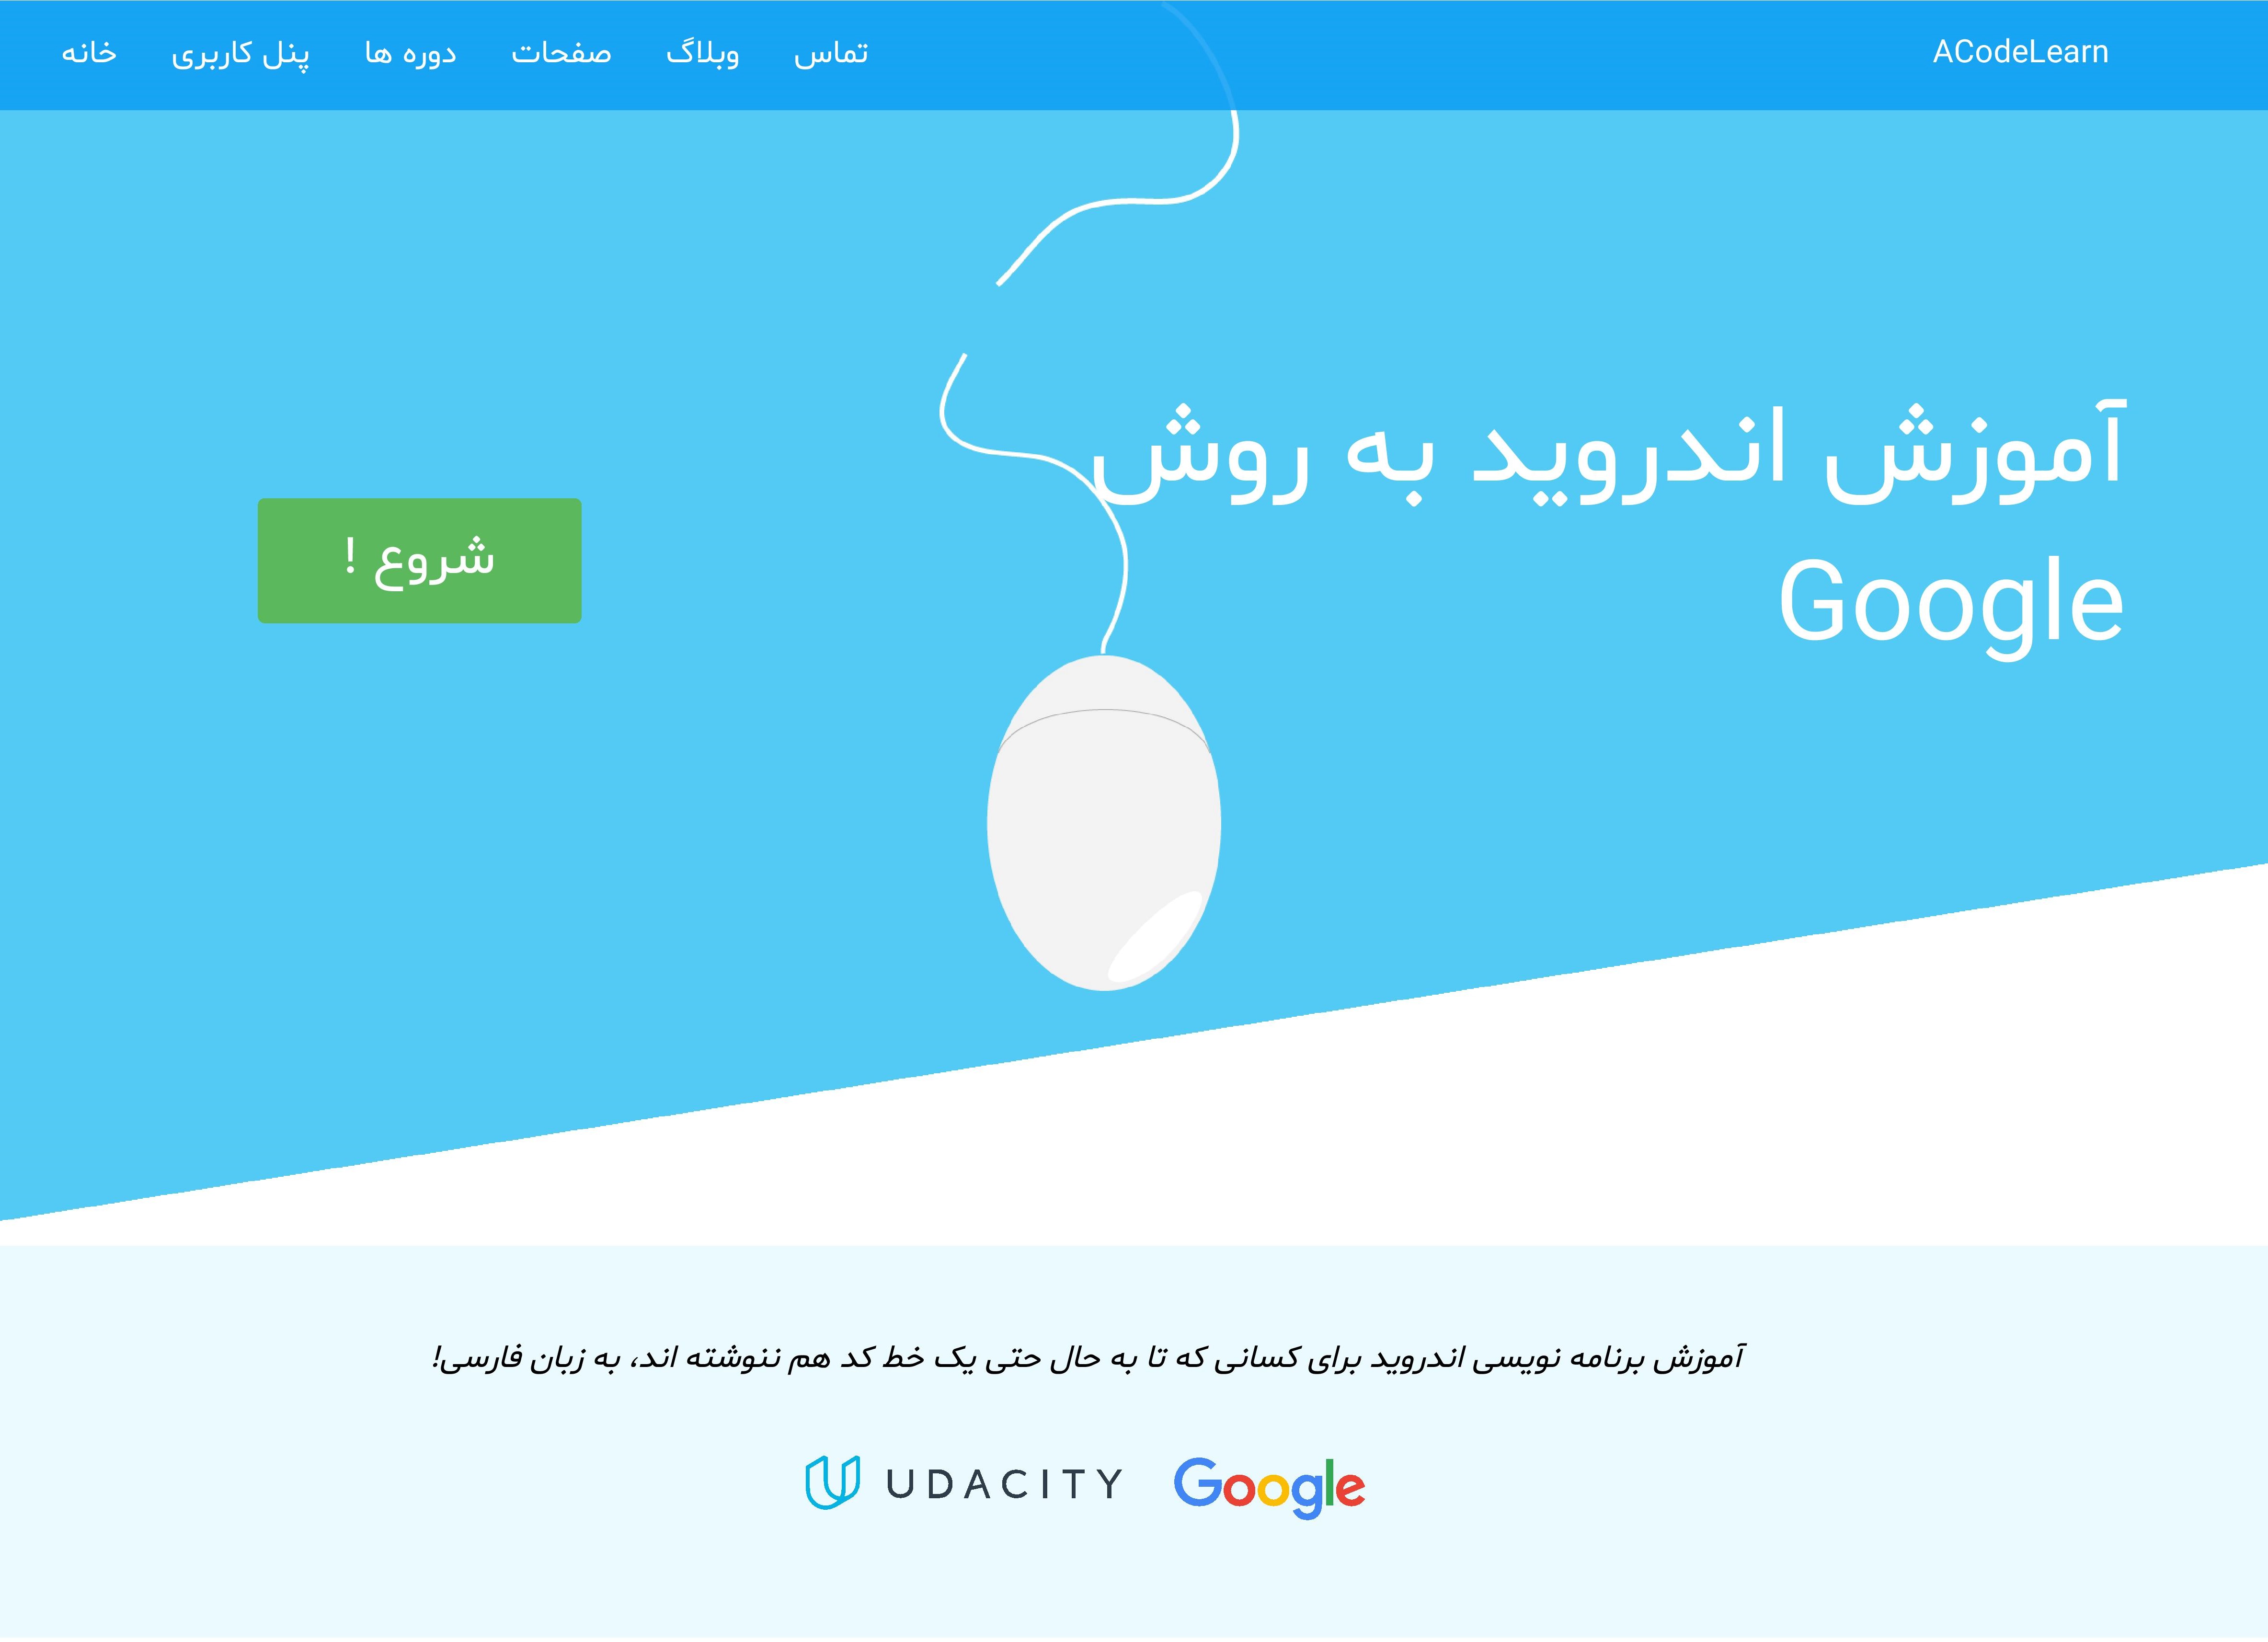 ACodeLearn
تماس
وبلاگ
صفحات
دوره ها
پنل کاربری
خانه
آموزش اندروید به روش
Google
شروع !
آموزش برنامه نویسی اندروید برای کسانی که تا به حال حتی یک خط کد هم ننوشته اند، به زبان فارسی!
UDACITY Google